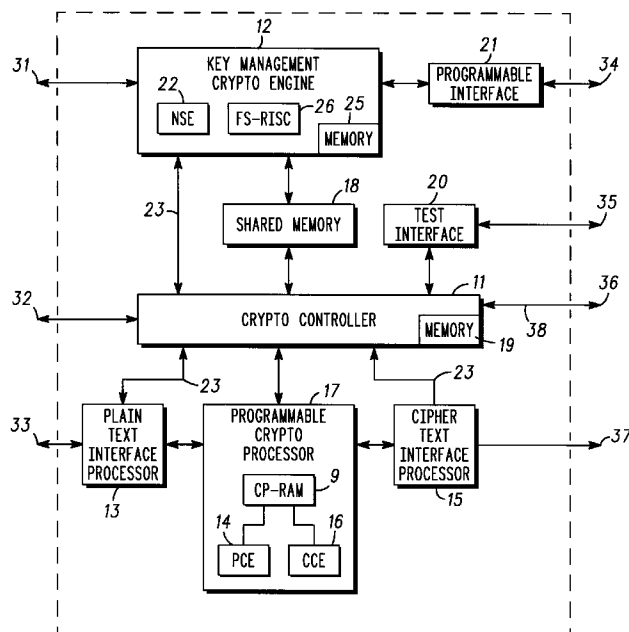 12
21
31
KEY MANAGEMENT
CRYPTO ENGINE
PROGRAMMABLE
INTERFACE
34
22
26
25
NSE
FS-RISC
MEMORY
23
18
20
SHARED MEMORY
TEST
INTERFACE
35
11
36
32
CRYPTO CONTROLLER
38
MEMORY
19
23
17
23
33
PLAIN
TEXT
INTERFACE
PROCESSOR
13
PROGRAMMABLE
CRYPTO
PROCESSOR
CIPHER
TEXT
INTERFACE
PROCESSOR
15
37
CP-RAM
9
14
16
PCE
CCE